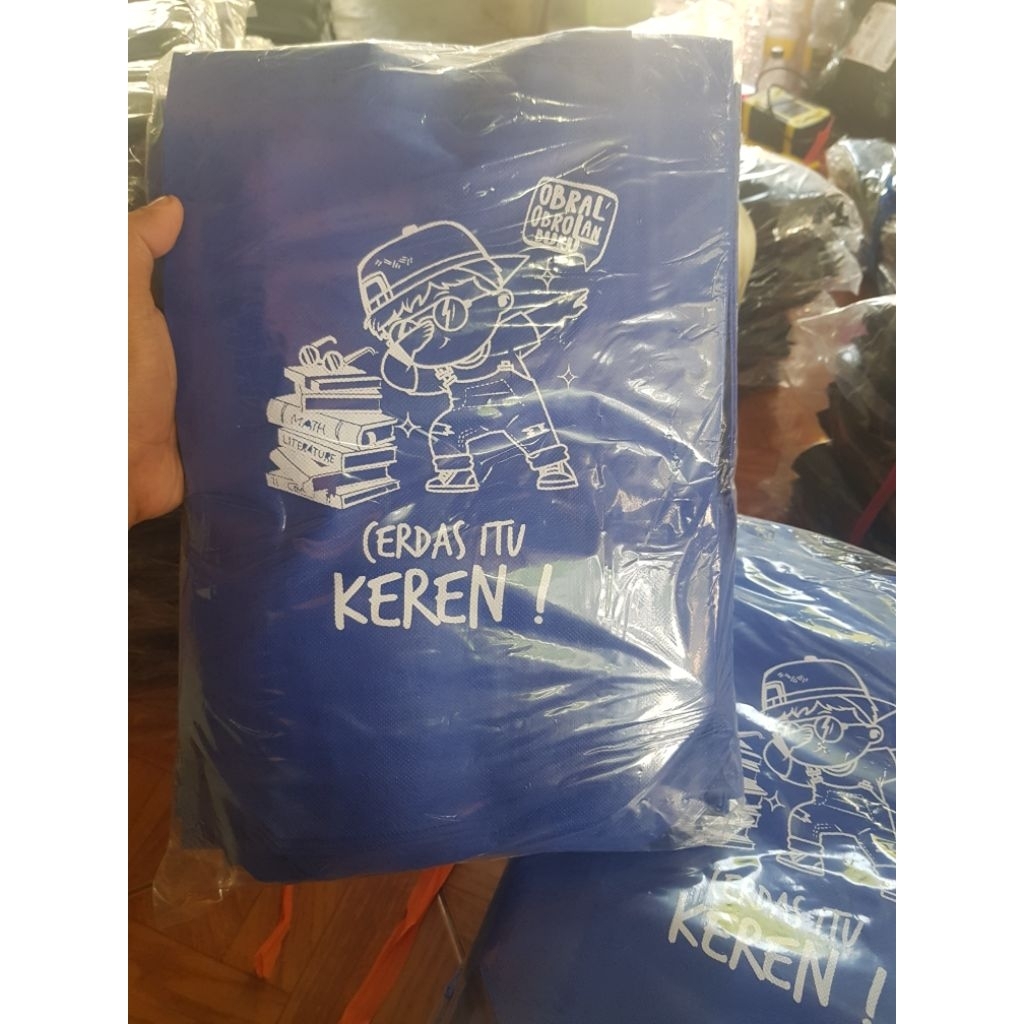 OBRAL
OBROLAN
MATH
LITERATURE
CERDAS ITU
KEREN !
CERDAS ITU
KEREN !